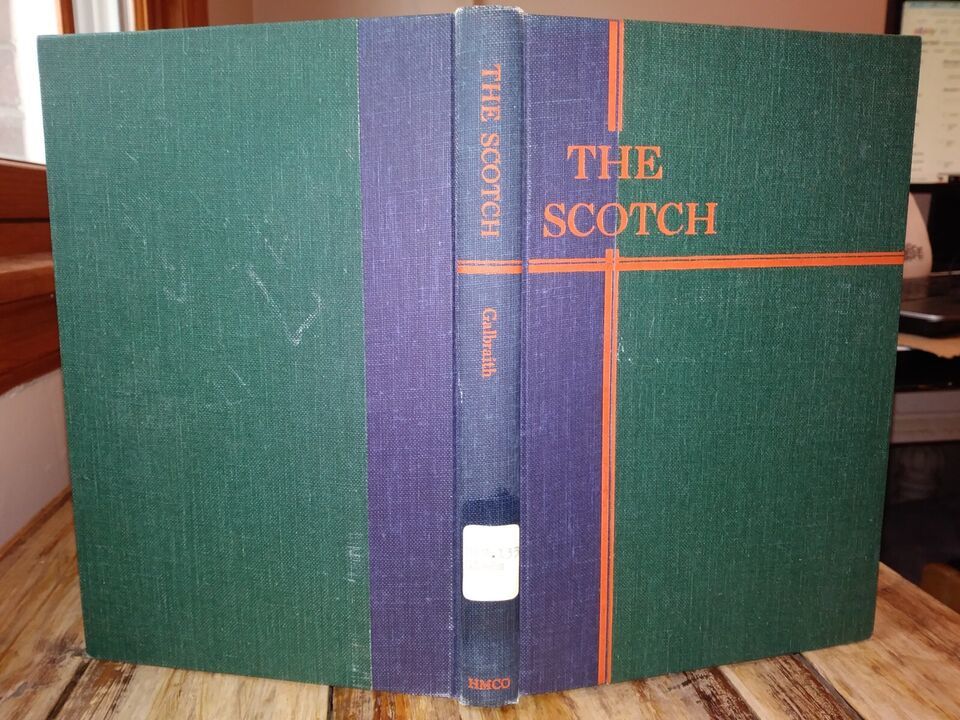 THE SCOTCH
Galbraith
HMCO
THE
SCOTCH